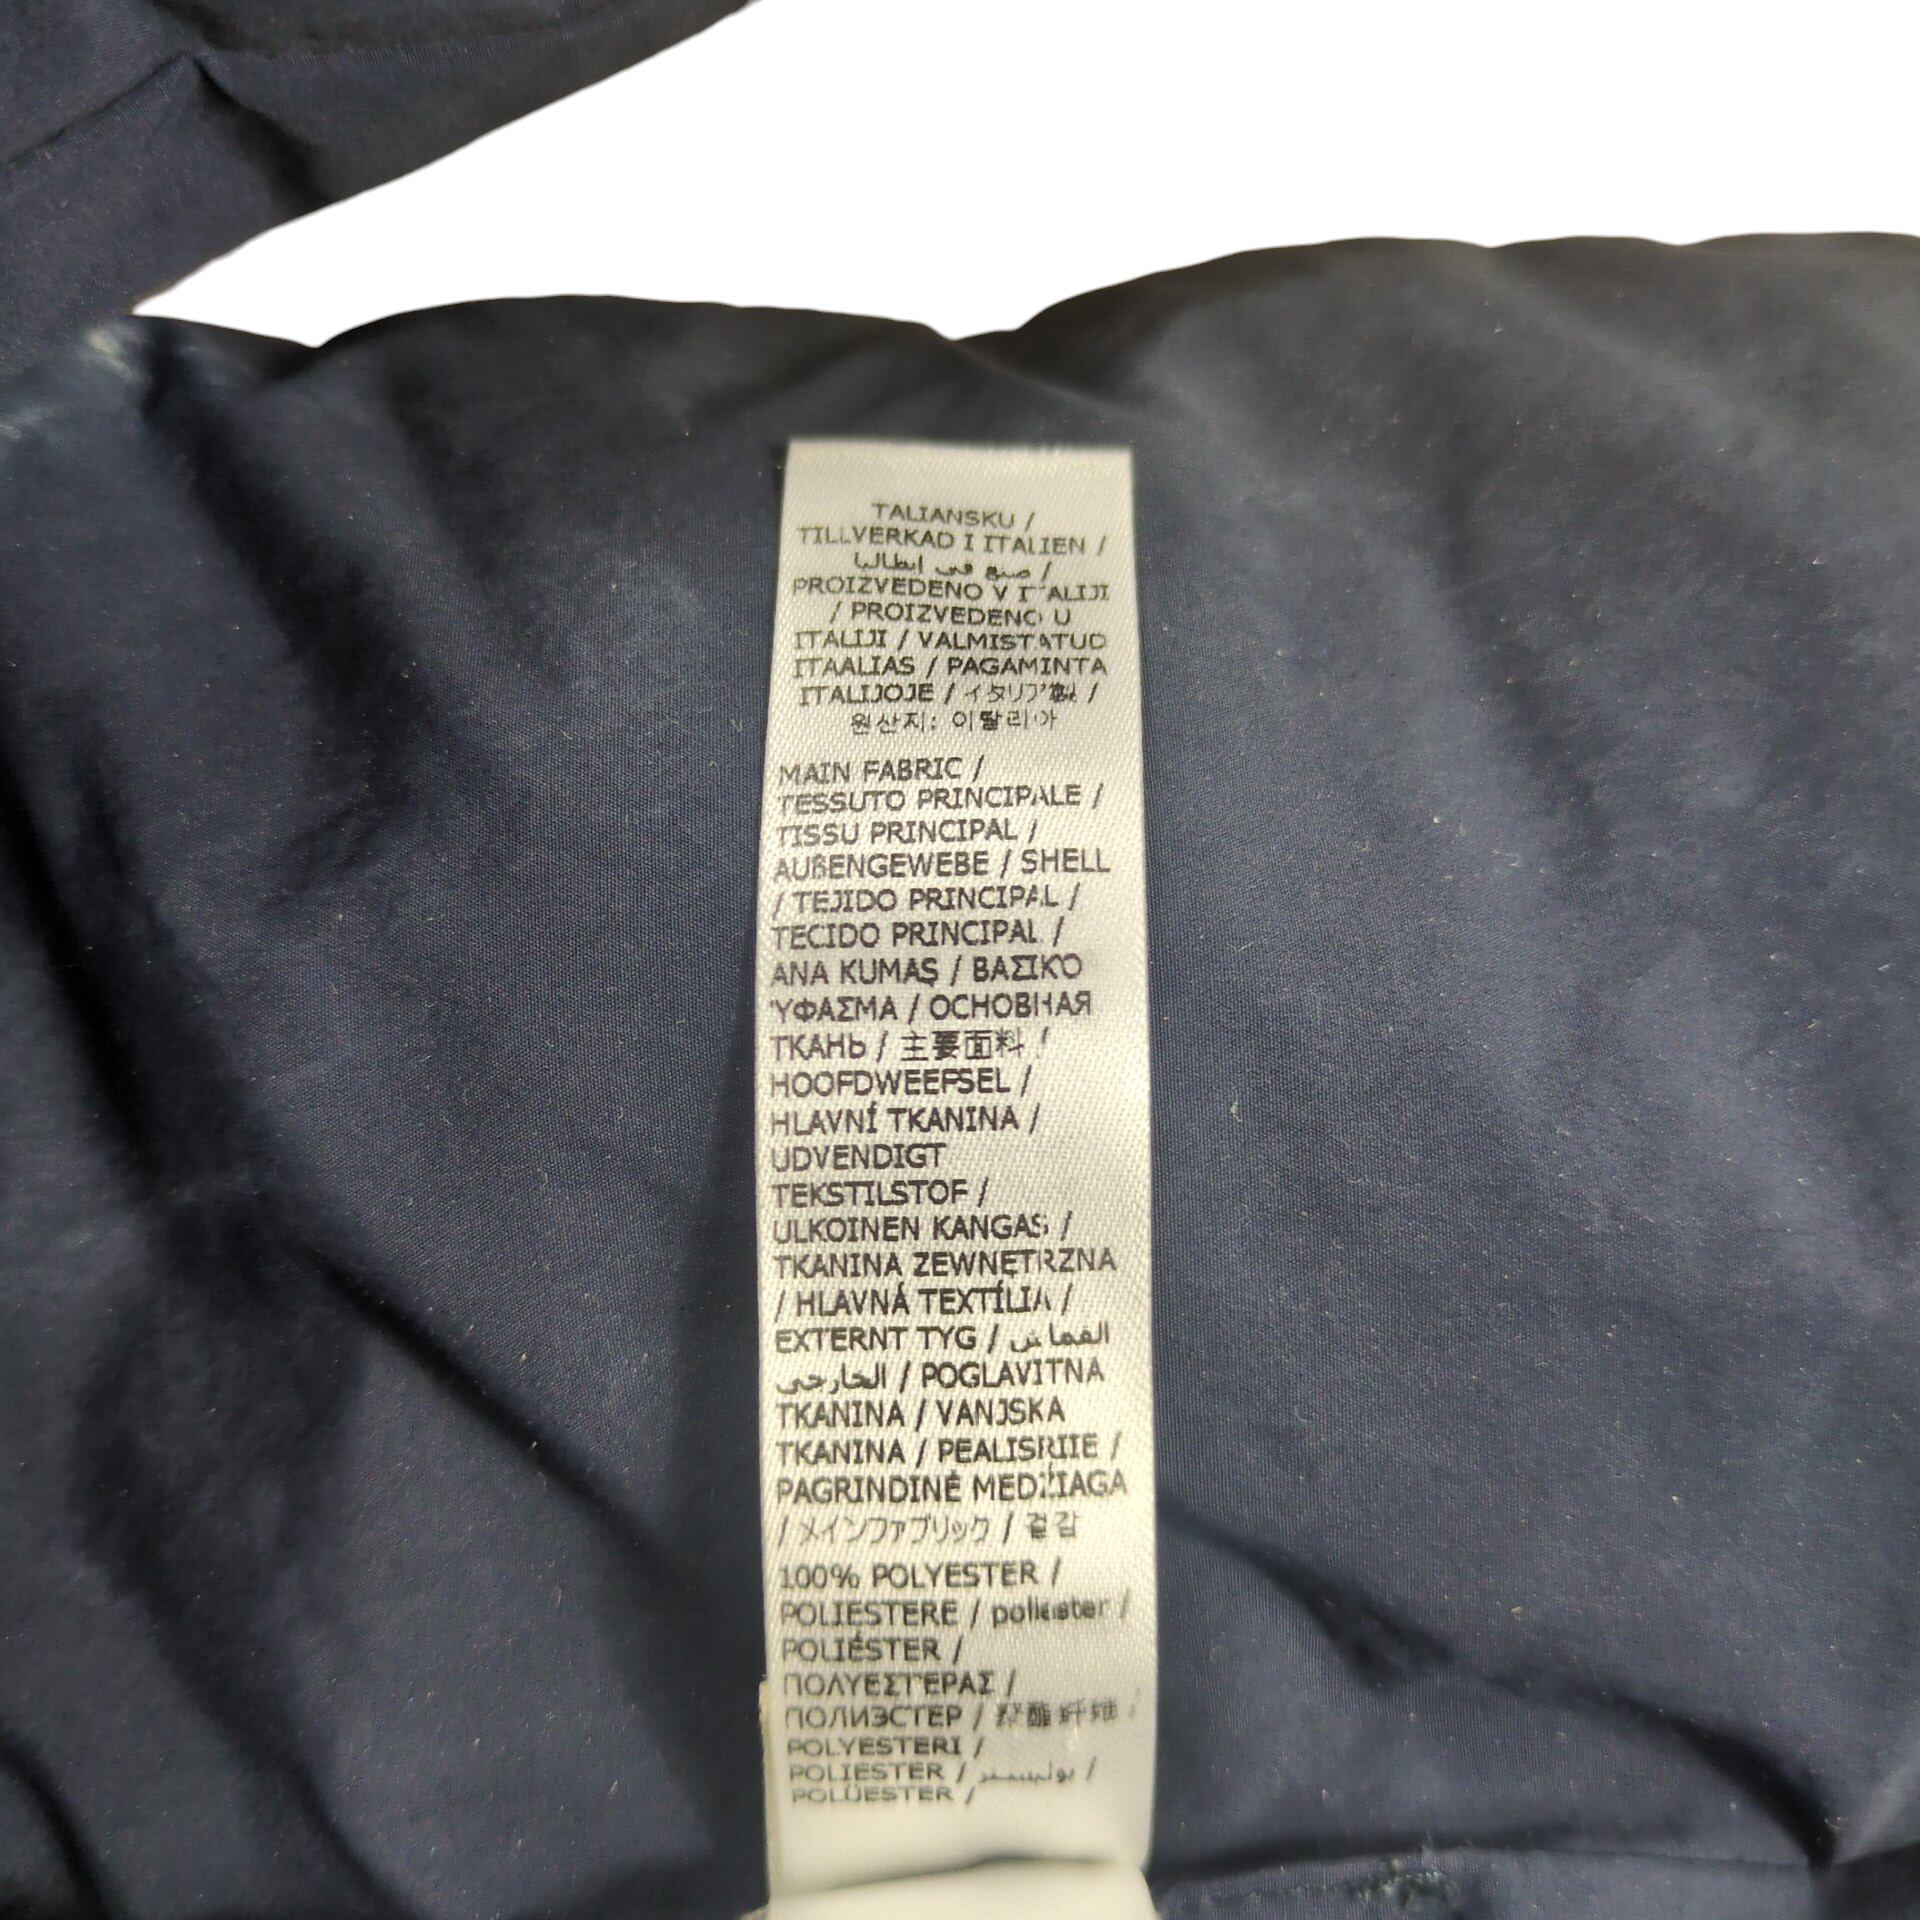 TALIANSKU /
TILLVERKAD I ITALIEN /
صنع في إيطاليا /
PROIZVEDENO V ITALIJI
/ PROIZVEDENO U
ITALIJI / VALMISTATUD
ITAALIAS / PAGAMINTA
ITALIJOJE / イタリア製 /
원산지: 이탈리아
MAIN FABRIC /
TESSUTO PRINCIPALE /
TISSU PRINCIPAL /
AUßENGEWEBE / SHELL
/ TEJIDO PRINCIPAL /
TECIDO PRINCIPAL /
ANA KUMAŞ / ΒΑΣΙΚΌ
ΎΦΑΣΜΑ / ОСНОВНАЯ
ТКАНЬ / 主要面料 /
HOOFDWEEFSEL /
HLAVNÍ TKANINA /
UDVENDIGT
TEKSTILSTOF /
ULKOINEN KANGAS /
TKANINA ZEWNĘTRZNA
/ HLAVNÁ TEXTÍLIA /
EXTERNT TYG / القماش
الخارجي / POGLAVITNA
TKANINA / VANJSKA
TKANINA / PEALISRIIE /
PAGRINDINĖ MEDŽIAGA
/ メインファブリック / 겉감
100% POLYESTER /
POLIESTERE / poliester /
POLIÉSTER /
ΠΟΛΥΕΣΤΕΡΑΣ /
ПОЛИЭСТЕР / 聚酯纤维 /
POLYESTERI /
POLIESTER / بوليستر /
POLÜESTER /